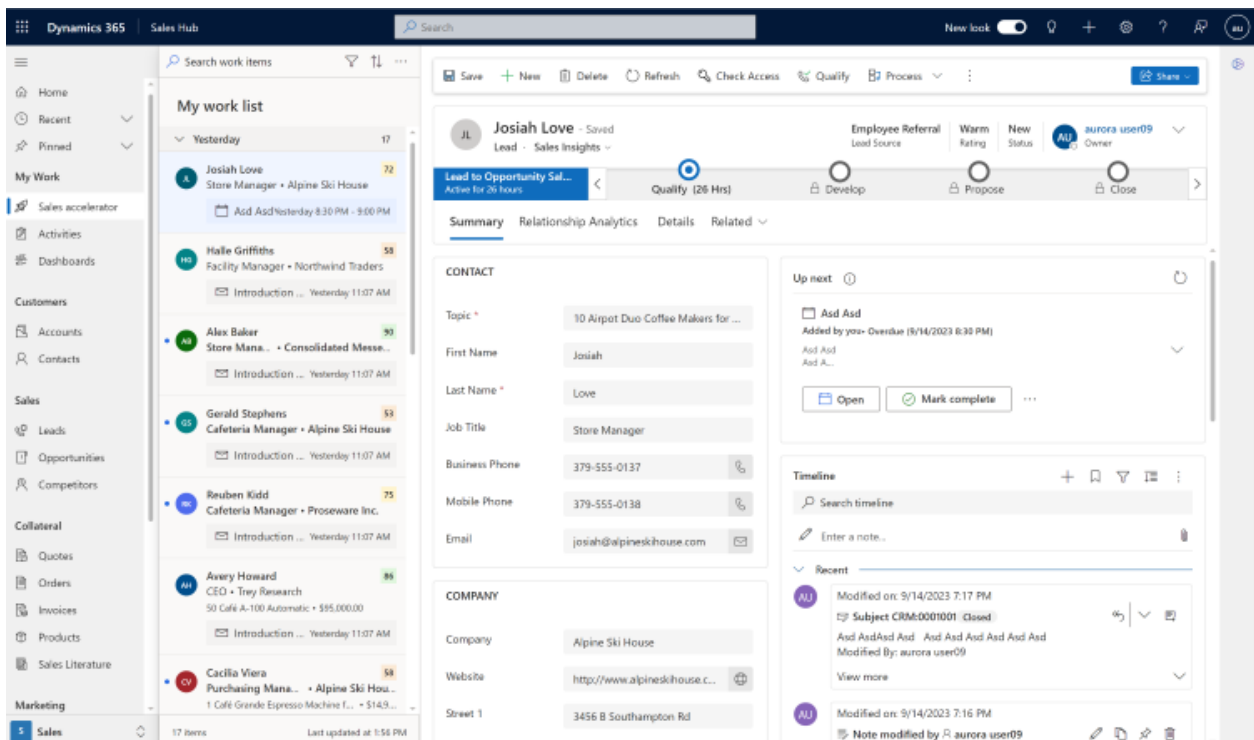 Dynamics 365 Sales Hub Search New look au
Home
Recent
Pinned
My Work
Sales accelerator
Activities
Dashboards
Customers
Accounts
Contacts
Sales
Leads
Opportunities
Competitors
Collateral
Quotes
Orders
Invoices
Products
Sales Literature
Marketing
S Sales
Search work items
My work list
Yesterday 17
Josiah Love 72
Store Manager • Alpine Ski House
Asd Asd Yesterday 8:30 PM - 9:00 PM
HG Halle Griffiths 58
Facility Manager • Northwind Traders
Introduction ... Yesterday 11:07 AM
AB Alex Baker 90
Store Mana... • Consolidated Messe...
Introduction ... Yesterday 11:07 AM
GS Gerald Stephens 53
Cafeteria Manager • Alpine Ski House
Introduction ... Yesterday 11:07 AM
RK Reuben Kidd 75
Cafeteria Manager • Proseware Inc.
Introduction ... Yesterday 11:07 AM
AH Avery Howard 86
CEO • Trey Research
50 Café A-100 Automatic • $95,000.00
Introduction ... Yesterday 11:07 AM
CV Cacilia Viera 58
Purchasing Mana... • Alpine Ski Hou...
1 Café Grande Espresso Machine f... • $14,9...
17 items Last updated at 1:56 PM
Save New Delete Refresh Check Access Qualify Process Share
JL Josiah Love - Saved
Lead · Sales Insights
Employee Referral
Lead Source
Warm
Rating
New
Status
AU aurora user09
Owner
Lead to Opportunity Sal...
Active for 26 hours
Qualify (26 Hrs) Develop Propose Close
Summary Relationship Analytics Details Related
CONTACT
Topic * 10 Airpot Duo Coffee Makers for ...
First Name Josiah
Last Name * Love
Job Title Store Manager
Business Phone 379-555-0137
Mobile Phone 379-555-0138
Email josiah@alpineskihouse.com
COMPANY
Company Alpine Ski House
Website http://www.alpineskihouse.c...
Street 1 3456 B Southampton Rd
Up next
Asd Asd
Added by you• Overdue (9/14/2023 8:30 PM)
Asd Asd
Asd A...
Open Mark complete
Timeline
Search timeline
Enter a note...
Recent
AU Modified on: 9/14/2023 7:17 PM
Subject CRM:0001001 Closed
Asd AsdAsd Asd Asd Asd Asd Asd Asd Asd
Modified By: aurora user09
View more
AU Modified on: 9/14/2023 7:16 PM
Note modified by aurora user09